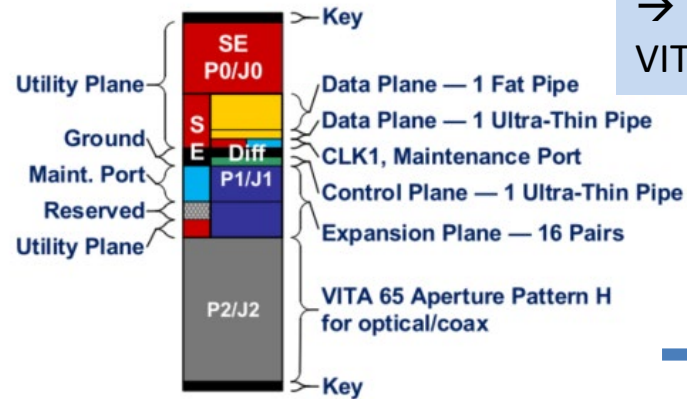 →
VIT
Key
SE
P0/J0
Utility Plane
Data Plane — 1 Fat Pipe
S
Data Plane — 1 Ultra-Thin Pipe
Ground
E
Diff
CLK1, Maintenance Port
Maint. Port
P1/J1
Control Plane — 1 Ultra-Thin Pipe
Reserved
Expansion Plane — 16 Pairs
Utility Plane
P2/J2
VITA 65 Aperture Pattern H
for optical/coax
Key